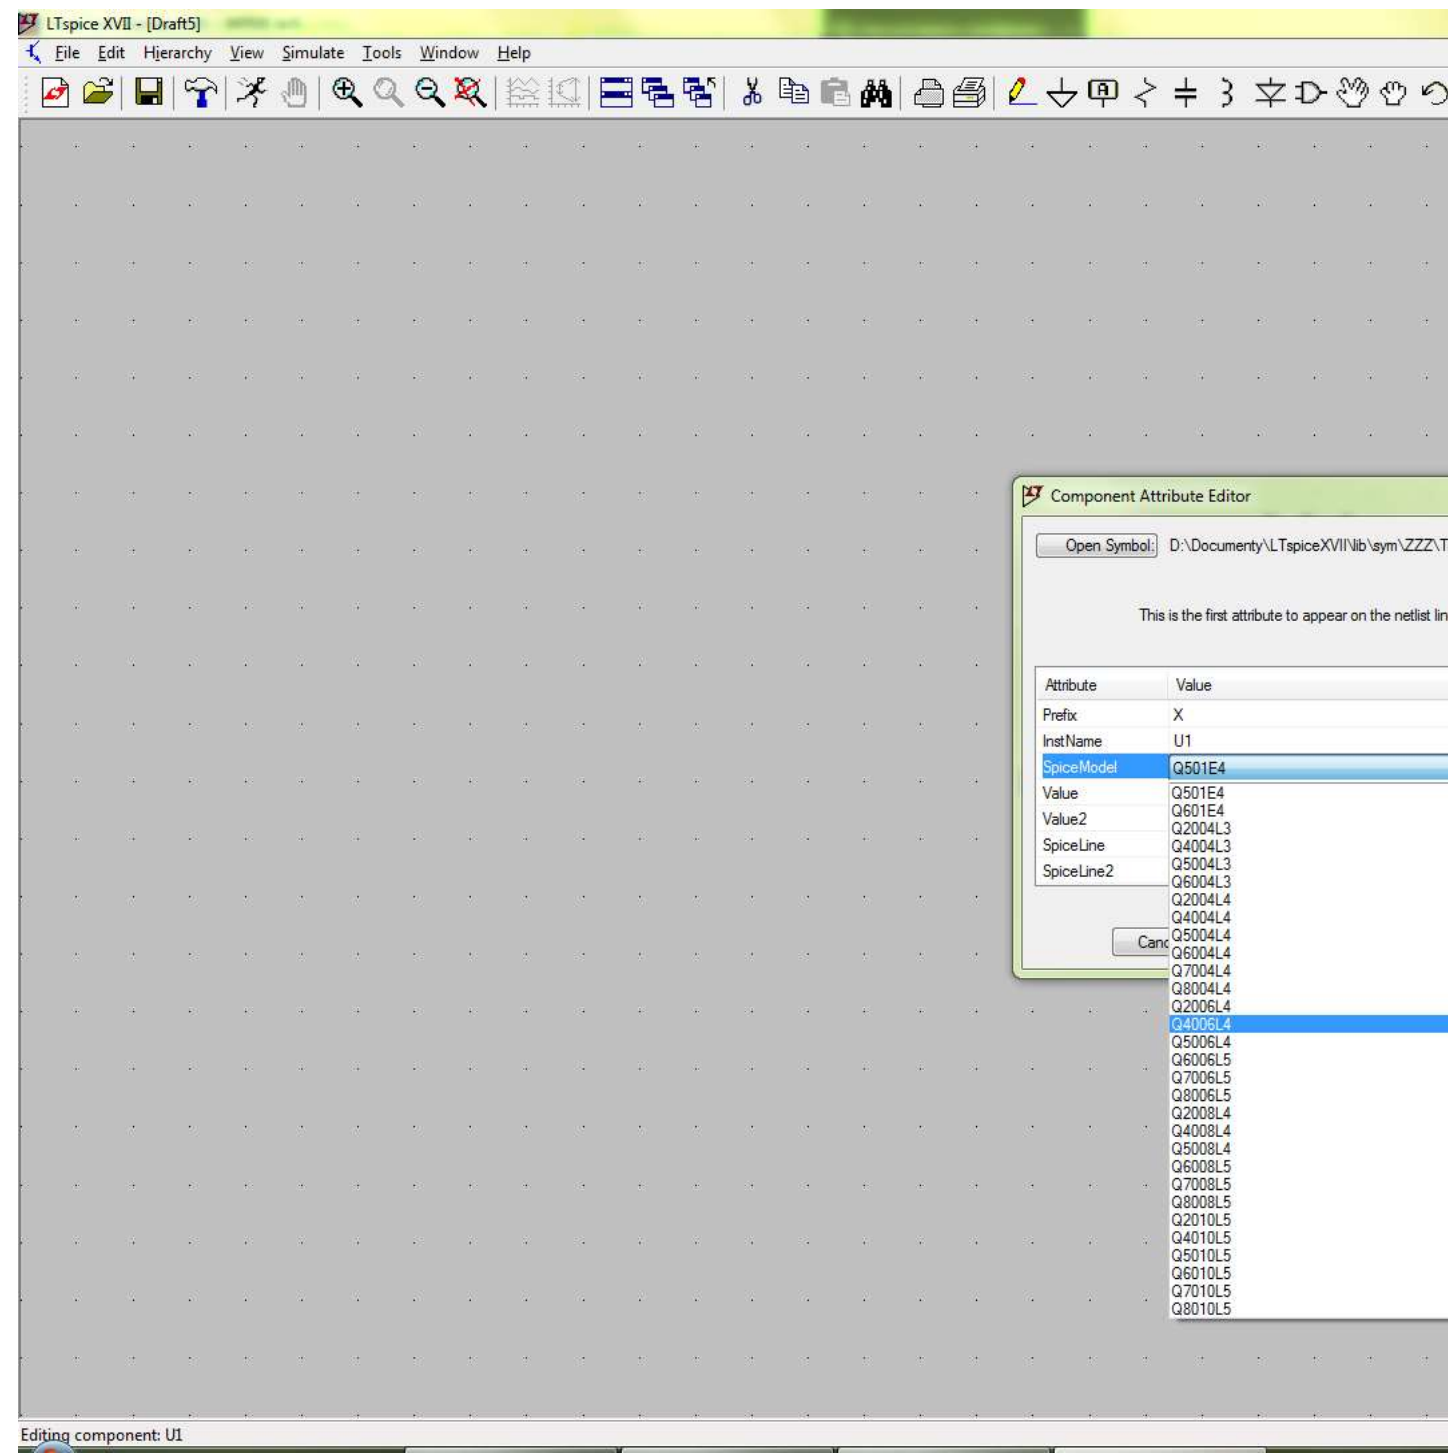 LTspice XVII - [Draft5]
File Edit Hierarchy View Simulate Tools Window Help
Component Attribute Editor
Open Symbol: D:\Documenty\LTspiceXVII\lib\sym\ZZZ\T
This is the first attribute to appear on the netlist lin
Attribute Value
Prefix X
InstName U1
SpiceModel Q501E4
Value
Value2
SpiceLine
SpiceLine2
Q501E4
Q601E4
Q2004L3
Q4004L3
Q5004L3
Q6004L3
Q2004L4
Q4004L4
Q5004L4
Q6004L4
Q7004L4
Q8004L4
Q2006L4
Q4006L4
Q5006L4
Q6006L5
Q7006L5
Q8006L5
Q2008L4
Q4008L4
Q5008L4
Q6008L5
Q7008L5
Q8008L5
Q2010L5
Q4010L5
Q5010L5
Q6010L5
Q7010L5
Q8010L5
Canc
Editing component: U1